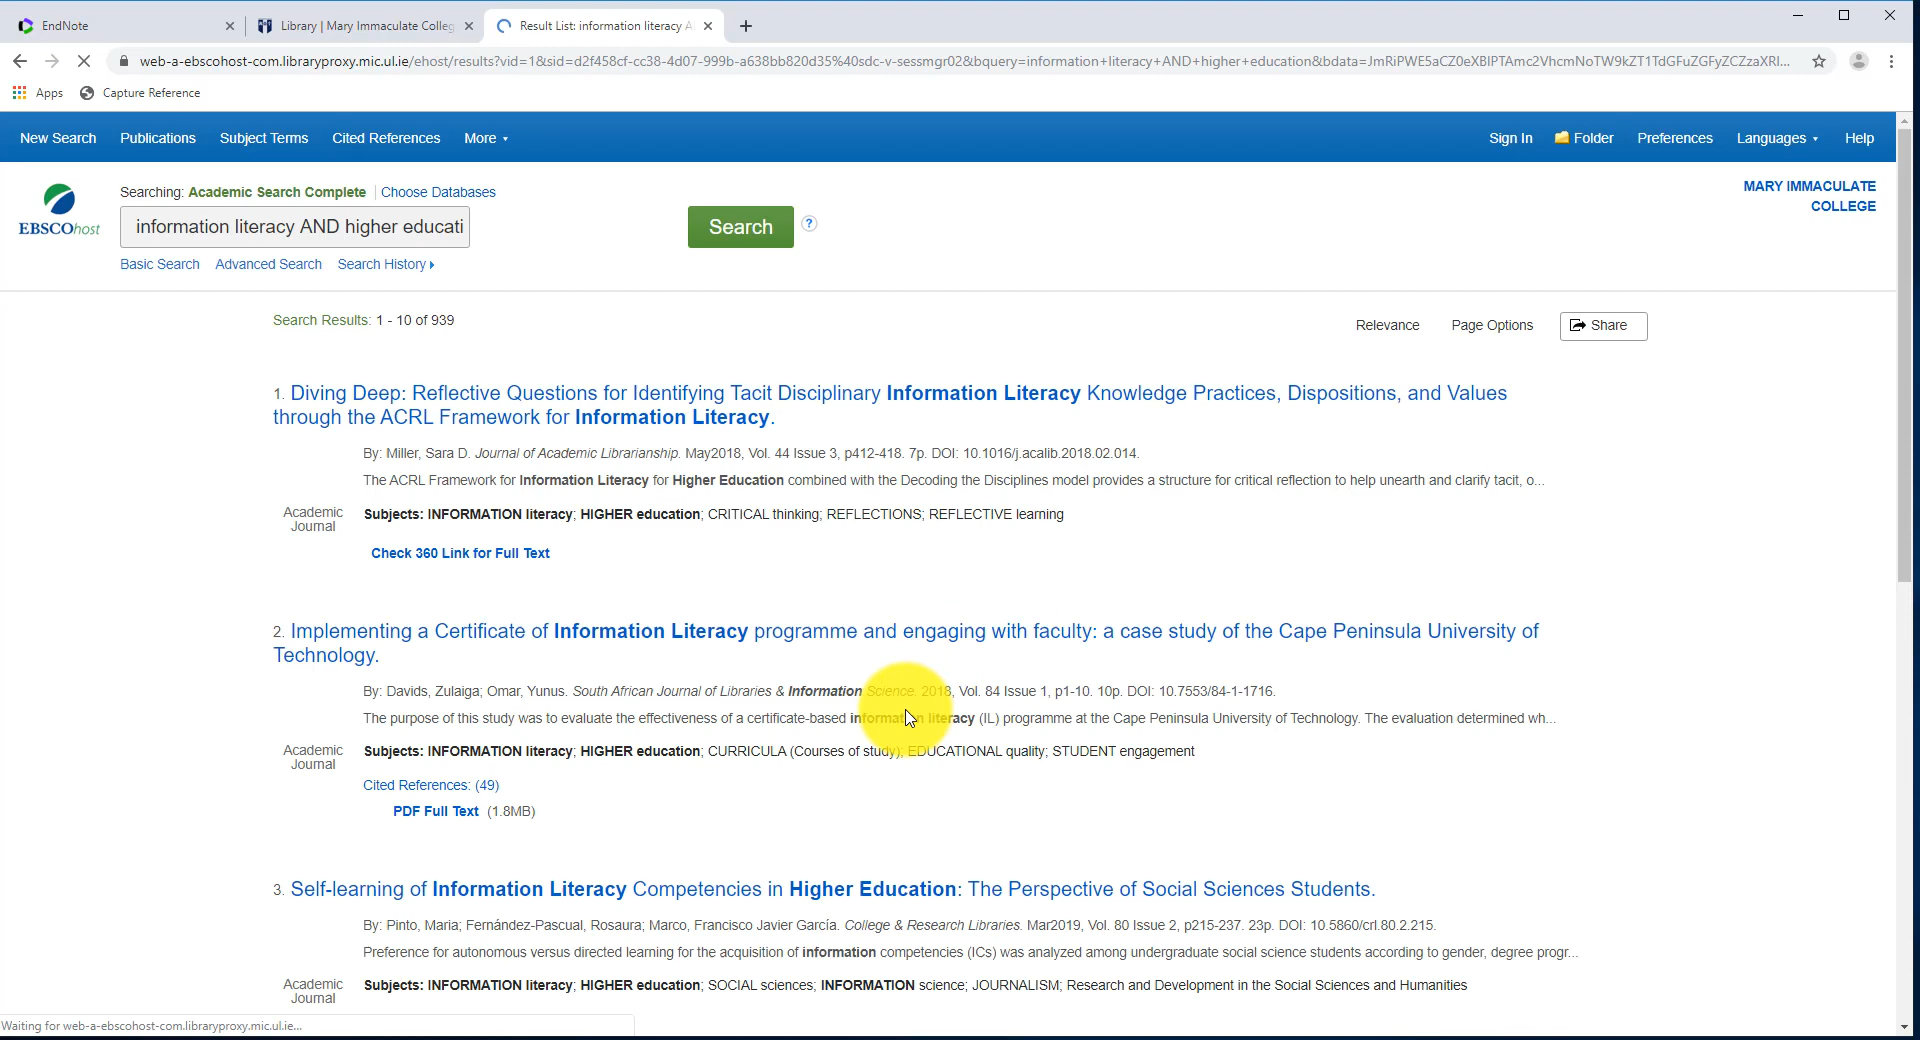 EndNote
Library | Mary Immaculate Colleg
Result List: information literacy A
web-a-ebscohost-com.libraryproxy.mic.ul.ie/ehost/results?vid=1&sid=d2f458cf-cc38-4d07-999b-a638bb820d35%40sdc-v-sessmgr02&bquery=information+literacy+AND+higher+education&bdata=JmRiPWE5aCZ0eXBlPTAmc2VhcmNoTW9kZT1TdGFuZGFyZCZzaXRl...
Apps
Capture Reference
New Search Publications Subject Terms Cited References More
Sign In Folder Preferences Languages Help
EBSCOhost
Searching: Academic Search Complete Choose Databases
information literacy AND higher educati
Search
?
Basic Search Advanced Search Search History
MARY IMMACULATE
COLLEGE
Search Results: 1 - 10 of 939
Relevance Page Options Share
1. Diving Deep: Reflective Questions for Identifying Tacit Disciplinary Information Literacy Knowledge Practices, Dispositions, and Values
through the ACRL Framework for Information Literacy.
By: Miller, Sara D. Journal of Academic Librarianship. May2018, Vol. 44 Issue 3, p412-418. 7p. DOI: 10.1016/j.acalib.2018.02.014.
The ACRL Framework for Information Literacy for Higher Education combined with the Decoding the Disciplines model provides a structure for critical reflection to help unearth and clarify tacit, o...
Academic
Journal
Subjects: INFORMATION literacy; HIGHER education; CRITICAL thinking; REFLECTIONS; REFLECTIVE learning
Check 360 Link for Full Text
2. Implementing a Certificate of Information Literacy programme and engaging with faculty: a case study of the Cape Peninsula University of
Technology.
By: Davids, Zulaiga; Omar, Yunus. South African Journal of Libraries & Information Science. 2018, Vol. 84 Issue 1, p1-10. 10p. DOI: 10.7553/84-1-1716.
The purpose of this study was to evaluate the effectiveness of a certificate-based information literacy (IL) programme at the Cape Peninsula University of Technology. The evaluation determined wh...
Academic
Journal
Subjects: INFORMATION literacy; HIGHER education; CURRICULA (Courses of study); EDUCATIONAL quality; STUDENT engagement
Cited References: (49)
PDF Full Text (1.8MB)
3. Self-learning of Information Literacy Competencies in Higher Education: The Perspective of Social Sciences Students.
By: Pinto, Maria; Fernández-Pascual, Rosaura; Marco, Francisco Javier García. College & Research Libraries. Mar2019, Vol. 80 Issue 2, p215-237. 23p. DOI: 10.5860/crl.80.2.215.
Preference for autonomous versus directed learning for the acquisition of information competencies (ICs) was analyzed among undergraduate social science students according to gender, degree progr...
Academic
Journal
Subjects: INFORMATION literacy; HIGHER education; SOCIAL sciences; INFORMATION science; JOURNALISM; Research and Development in the Social Sciences and Humanities
Waiting for web-a-ebscohost-com.libraryproxy.mic.ul.ie...